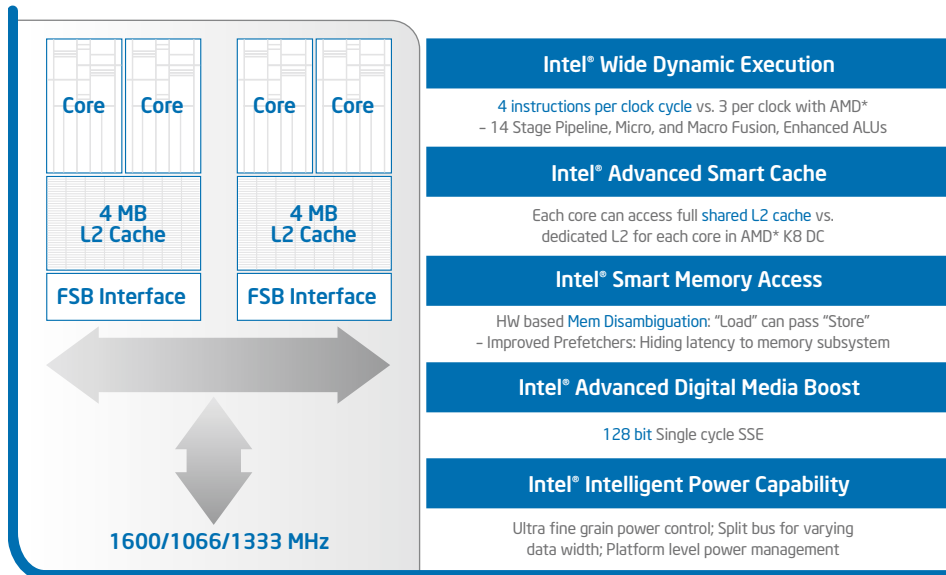 Core Core Core Core
4 MB
L2 Cache
4 MB
L2 Cache
FSB Interface FSB Interface
1600/1066/1333 MHz
Intel® Wide Dynamic Execution
4 instructions per clock cycle vs. 3 per clock with AMD*
– 14 Stage Pipeline, Micro, and Macro Fusion, Enhanced ALUs
Intel® Advanced Smart Cache
Each core can access full shared L2 cache vs.
dedicated L2 for each core in AMD* K8 DC
Intel® Smart Memory Access
HW based Mem Disambiguation: “Load” can pass “Store”
– Improved Prefetchers: Hiding latency to memory subsystem
Intel® Advanced Digital Media Boost
128 bit Single cycle SSE
Intel® Intelligent Power Capability
Ultra fine grain power control; Split bus for varying
data width; Platform level power management